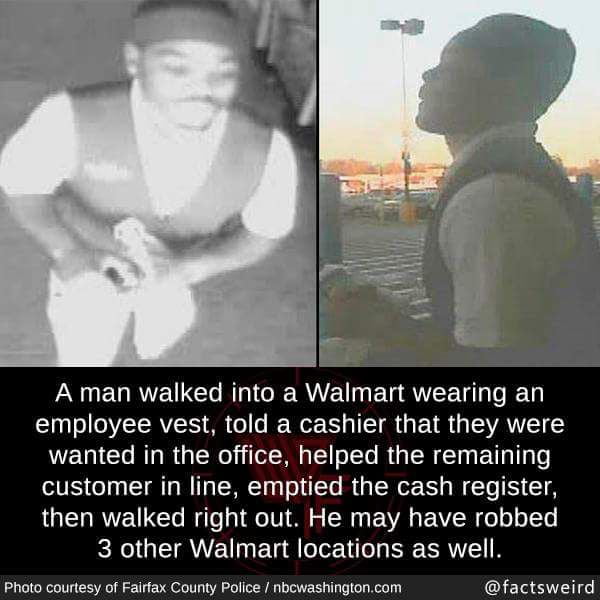 A man walked into a Walmart wearing an
employee vest, told a cashier that they were
wanted in the office, helped the remaining
customer in line, emptied the cash register,
then walked right out. He may have robbed
3 other Walmart locations as well.
Photo courtesy of Fairfax County Police / nbcwashington.com
@factsweird